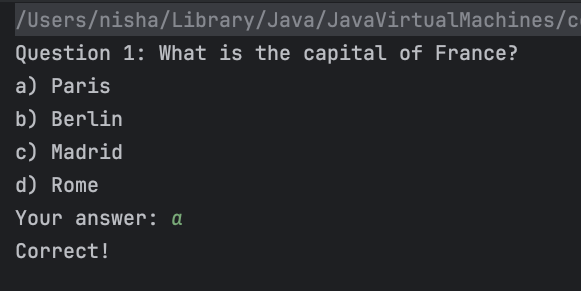 /Users/nisha/Library/Java/JavaVirtualMachines/c
Question 1: What is the capital of France?
a) Paris
b) Berlin
c) Madrid
d) Rome
Your answer: a
Correct!